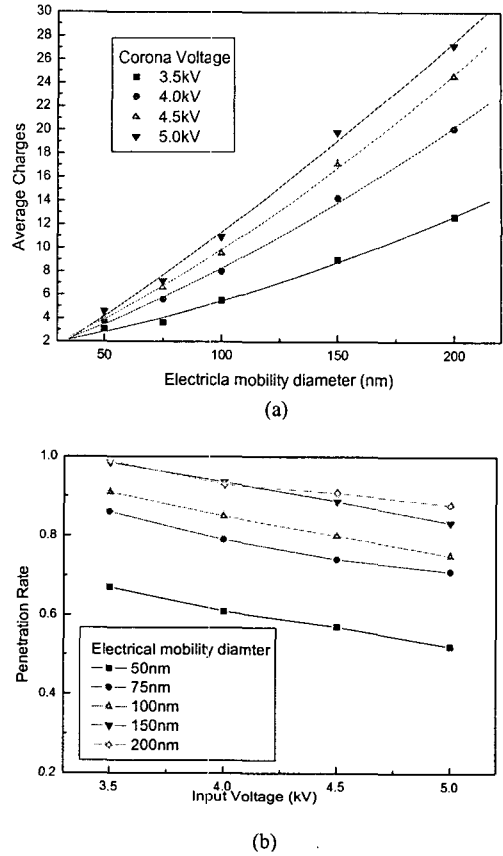 30
28
26
24
22
20
18
16
14
12
10
8
6
4
2
Average Charges
Corona Voltage
3.5kV
4.0kV
4.5kV
5.0kV
50
100
150
200
Electricla mobility diameter (nm)
(a)
1.0
0.8
0.6
0.4
0.2
Penetration Rate
Electrical mobility diamter
50nm
75nm
100nm
150nm
200nm
3.5
4.0
4.5
5.0
Input Voltage (kV)
(b)